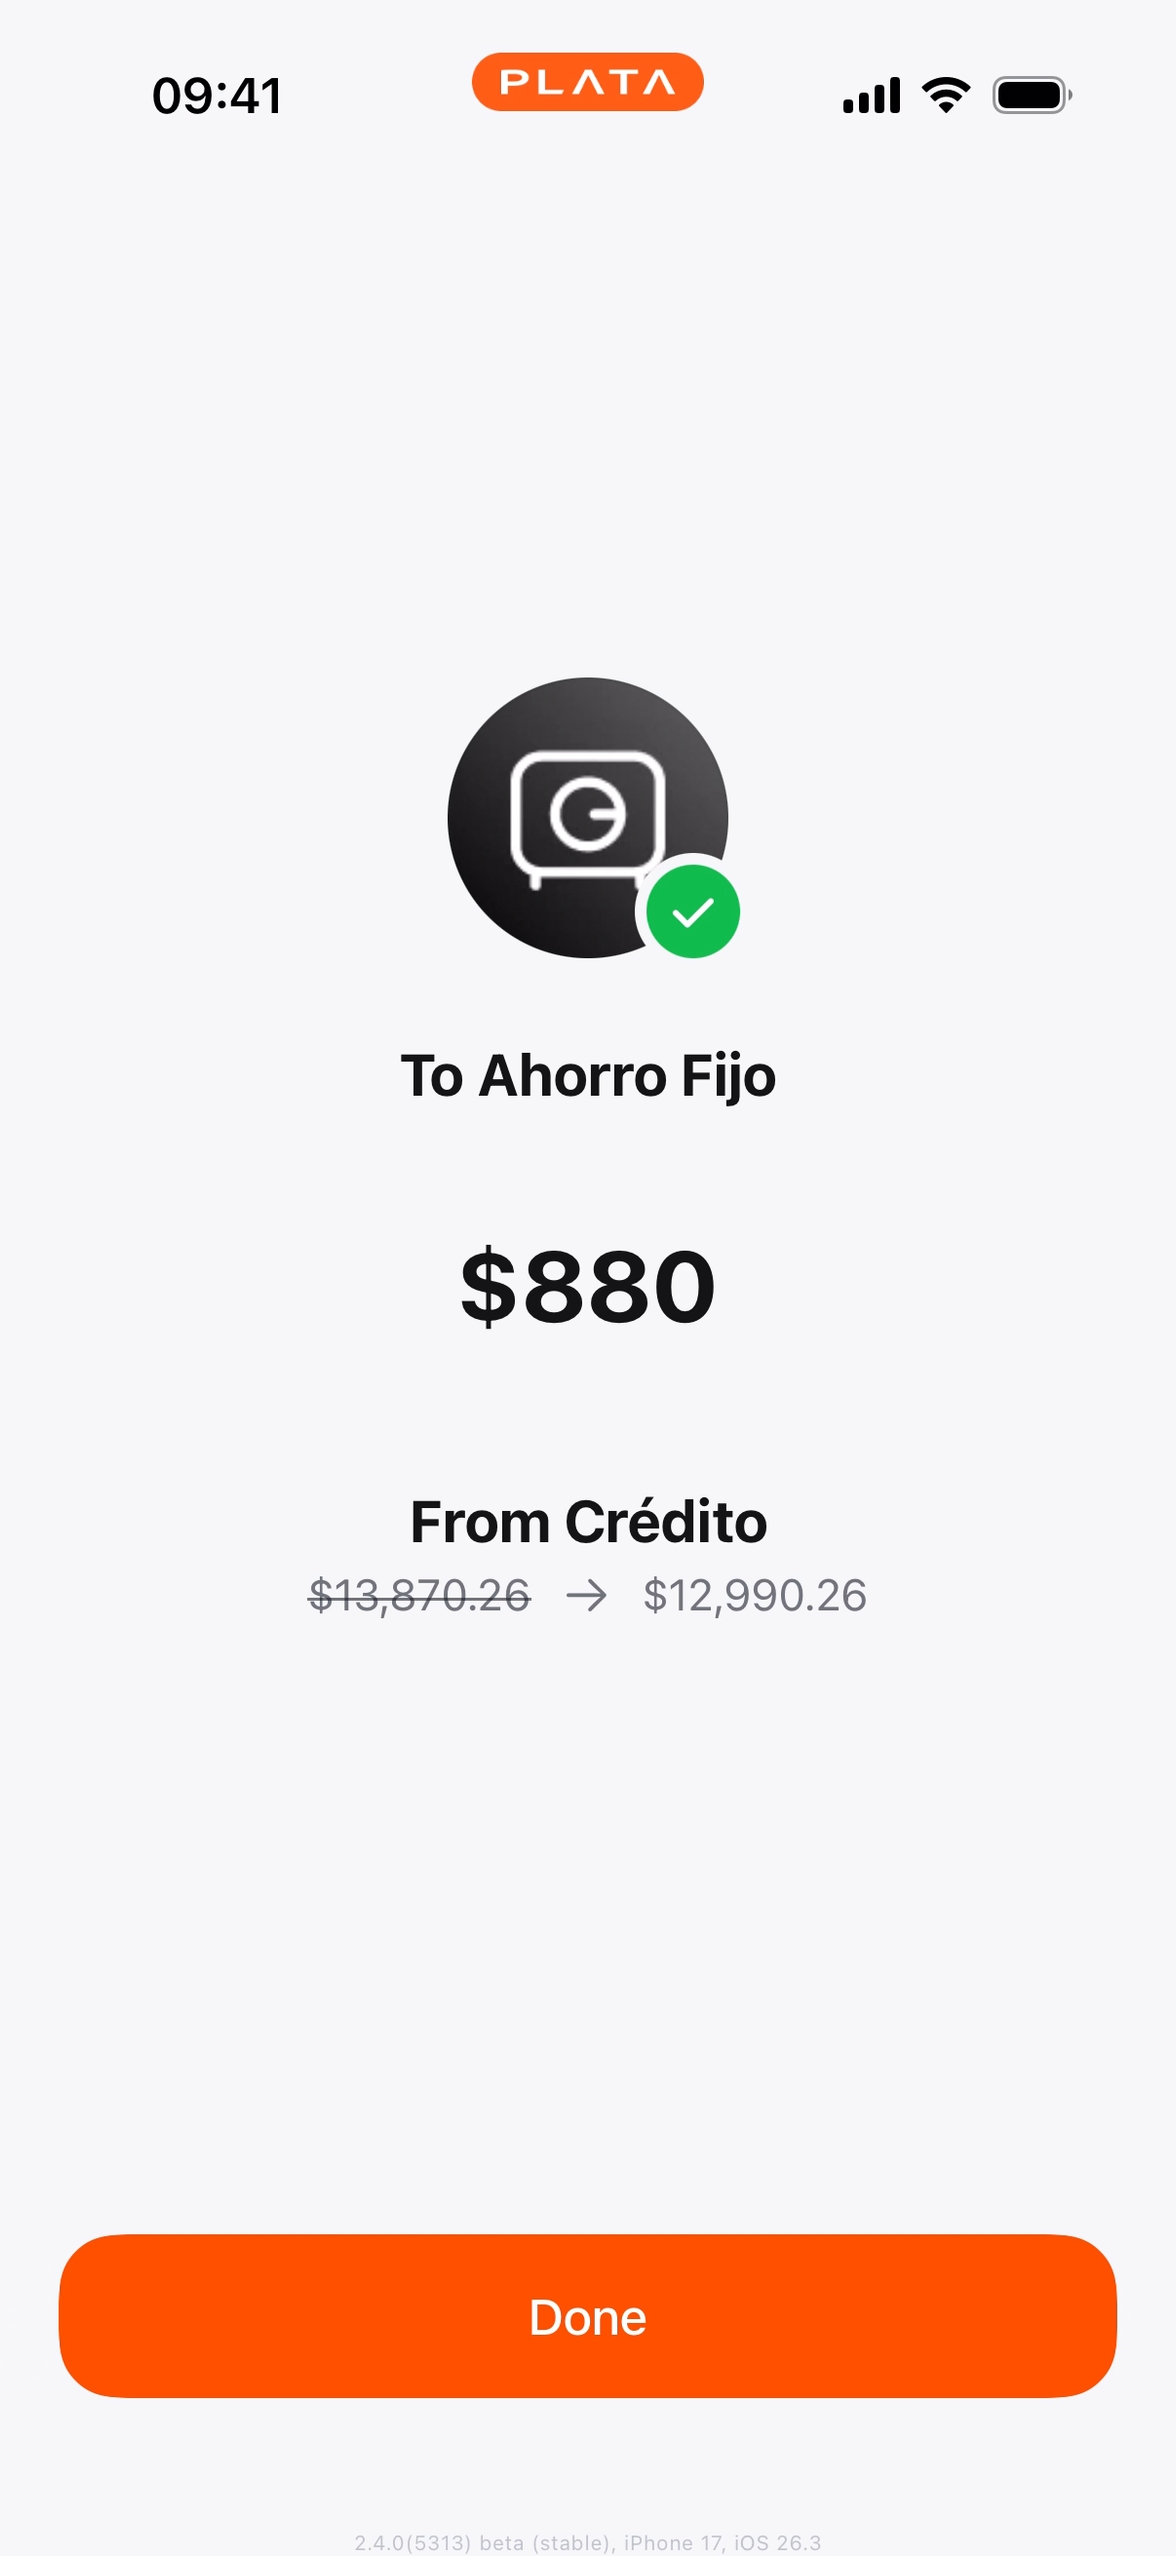 09:41
PLATA
To Ahorro Fijo
$880
From Crédito
$13,870.26 → $12,990.26
Done
2.4.0(5313) beta (stable), iPhone 17, iOS 26.3